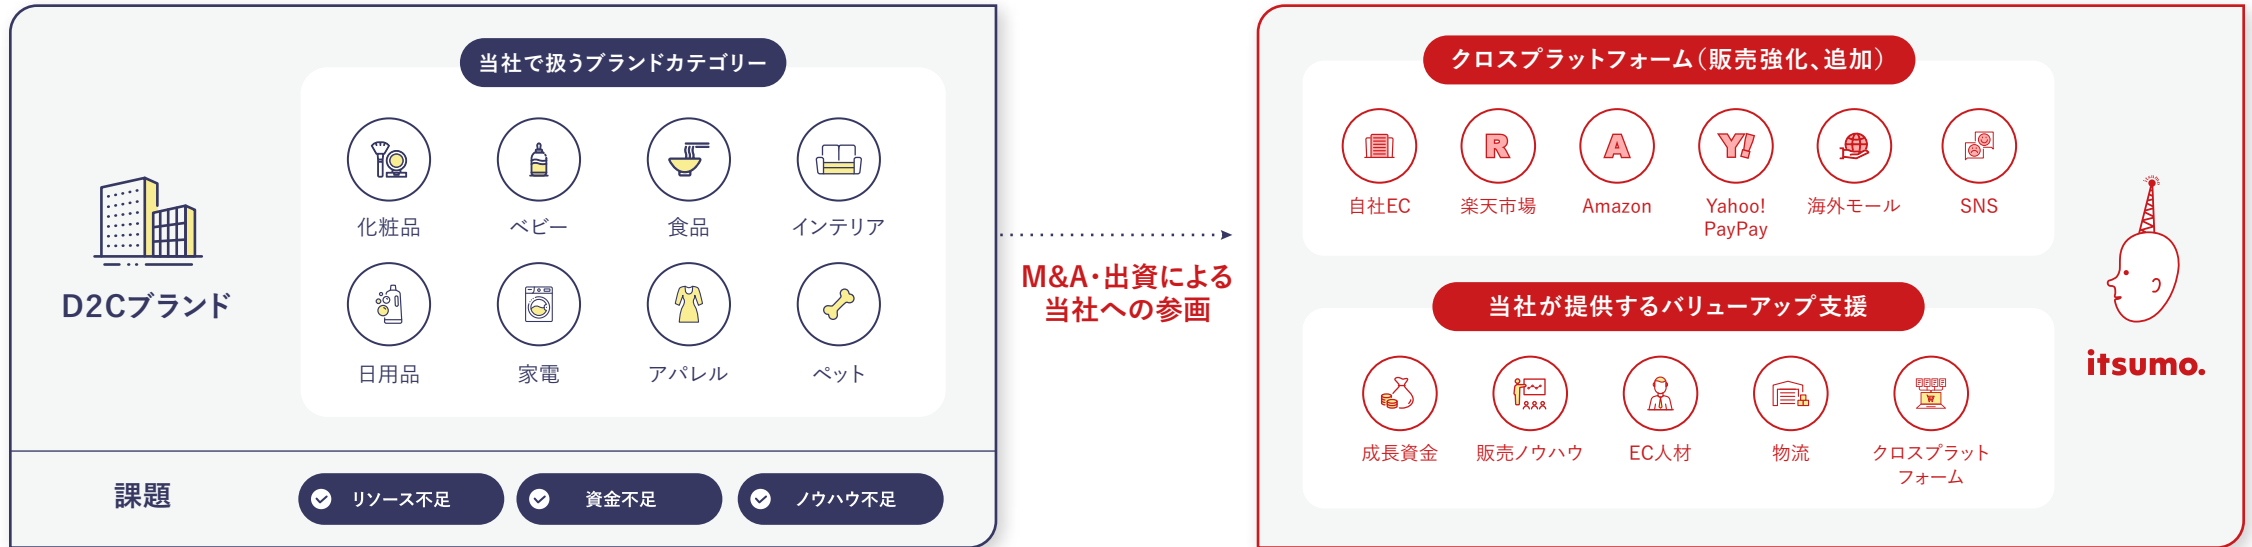 当社で扱うブランドカテゴリー
化粧品
ベビー
食品
インテリア
日用品
家電
アパレル
ペット
D2Cブランド
課題
リソース不足
資金不足
ノウハウ不足
M&A・出資による
当社への参画
クロスプラットフォーム（販売強化、追加）
R
A
Y!
自社EC
楽天市場
Amazon
Yahoo!
PayPay
海外モール
SNS
当社が提供するバリューアップ支援
成長資金
販売ノウハウ
EC人材
物流
クロスプラット
フォーム
itsumo.